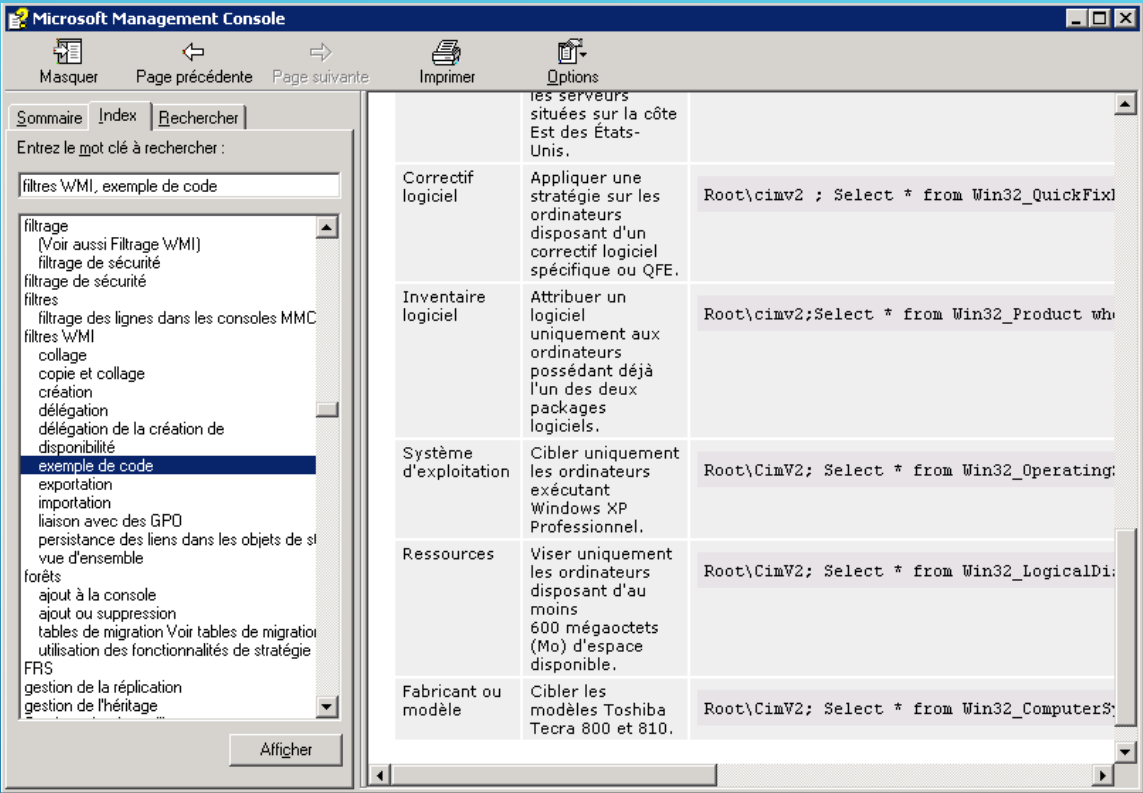 Microsoft Management Console
Masquer
Page précédente
Page suivante
Imprimer
Options
Sommaire
Index
Rechercher
Entrez le mot clé à rechercher :
filtres WMI, exemple de code
filtrage
(Voir aussi Filtrage WMI)
filtrage de sécurité
filtrage de sécurité
filtres
filtrage des lignes dans les consoles MMC
filtres WMI
collage
copie et collage
création
délégation
délégation de la création de
disponibilité
exemple de code
exportation
importation
liaison avec des GPO
persistance des liens dans les objets de
vue d'ensemble
forêts
ajout à la console
ajout ou suppression
tables de migration Voir tables de migration
utilisation des fonctionnalités de stratégie
FRS
gestion de la réplication
gestion de l'héritage
Afficher
les serveurs
situées sur la côte
Est des États-
Unis.
Correctif
logiciel
Appliquer une
stratégie sur les
ordinateurs
disposant d'un
correctif logiciel
spécifique ou QFE.
Root\cimv2 ; Select * from Win32_QuickFix
Inventaire
logiciel
Attribuer un
logiciel
uniquement aux
ordinateurs
possédant déjà
l'un des deux
packages
logiciels.
Root\cimv2;Select * from Win32_Product whe
Système
d'exploitation
Cibler uniquement
les ordinateurs
exécutant
Windows XP
Professionnel.
Root\CimV2; Select * from Win32_Operating
Ressources
Viser uniquement
les ordinateurs
disposant d'au
moins
600 mégaoctets
(Mo) d'espace
disponible.
Root\CimV2; Select * from Win32_LogicalDi
Fabricant ou
modèle
Cibler les
modèles Toshiba
Tecra 800 et 810.
Root\CimV2; Select * from Win32_ComputerSy